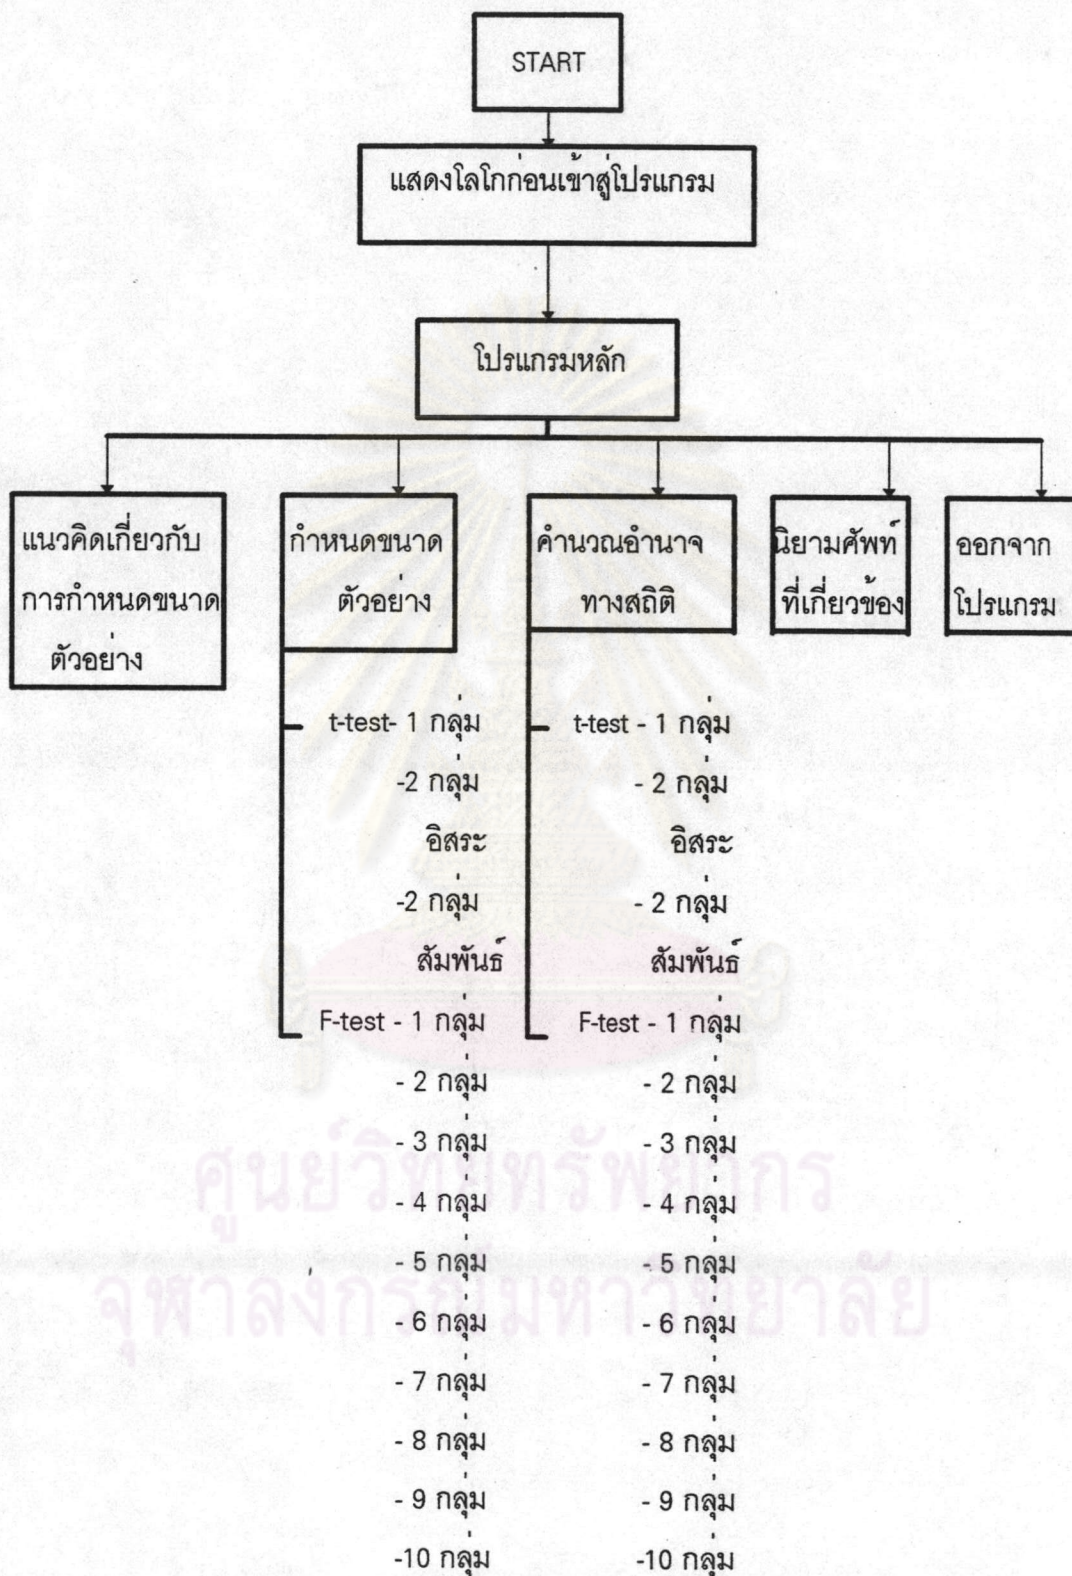 START
แสดงโลโกก่อนเข้าสู่โปรแกรม
โปรแกรมหลัก
แนวคิดเกี่ยวกับ
การกำหนดขนาด
ตัวอย่าง
กำหนดขนาด
ตัวอย่าง
คำนวณอำนาจ
ทางสถิติ
นิยามศัพท์
ที่เกี่ยวข้อง
ออกจาก
โปรแกรม
t-test- 1 กลุ่ม
-2 กลุ่ม
อิสระ
-2 กลุ่ม
สัมพันธ์
F-test - 1 กลุ่ม
- 2 กลุ่ม
- 3 กลุ่ม
- 4 กลุ่ม
- 5 กลุ่ม
- 6 กลุ่ม
- 7 กลุ่ม
- 8 กลุ่ม
- 9 กลุ่ม
-10 กลุ่ม
t-test - 1 กลุ่ม
- 2 กลุ่ม
อิสระ
- 2 กลุ่ม
สัมพันธ์
F-test - 1 กลุ่ม
- 2 กลุ่ม
- 3 กลุ่ม
- 4 กลุ่ม
- 5 กลุ่ม
- 6 กลุ่ม
- 7 กลุ่ม
- 8 กลุ่ม
- 9 กลุ่ม
-10 กลุ่ม
ศูนย์วิทยทรัพยากร
จุฬาลงกรณ์มหาวิทยาลัย